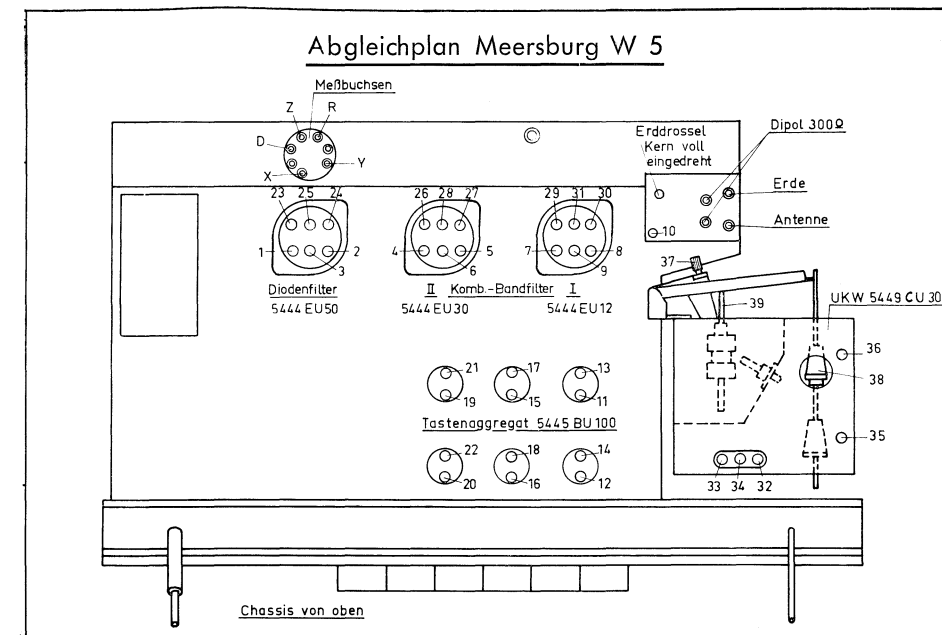 Abgleichplan Meersburg W 5
Meßbuchsen
Z R
D
Y
X
Erddrossel
Kern voll
eingedreht
Dipol 300Ω
Erde
Antenne
10
23 25 24
26 28 27
29 31 30
1 2
3
4 5
6
7 8
9
37
39
Diodenfilter
5444 EU50
II Komb.-Bandfilter I
5444 EU30 5444 EU12
UKW 5449 CU 30
36
38
35
21 17 13
19 15 11
Tastenaggregat 5445 BU 100
22 18 14
20 16 12
33 34 32
Chassis von oben